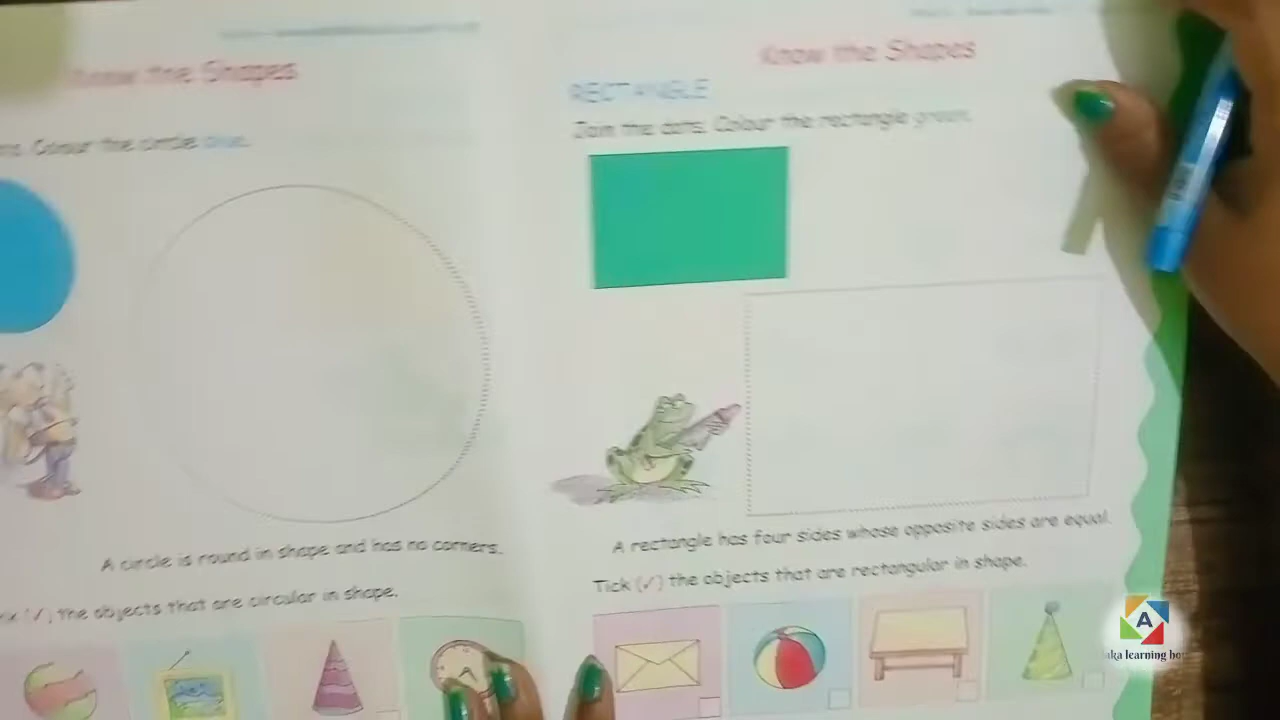 Know the Shapes
Colour the circle blue.
A circle is round in shape and has no corners.
the objects that are circular in shape.
Know the Shapes
RECTANGLE
Join the dots. Colour the rectangle green.
A rectangle has four sides whose opposite sides are equal.
Tick (✓) the objects that are rectangular in shape.
A
learning